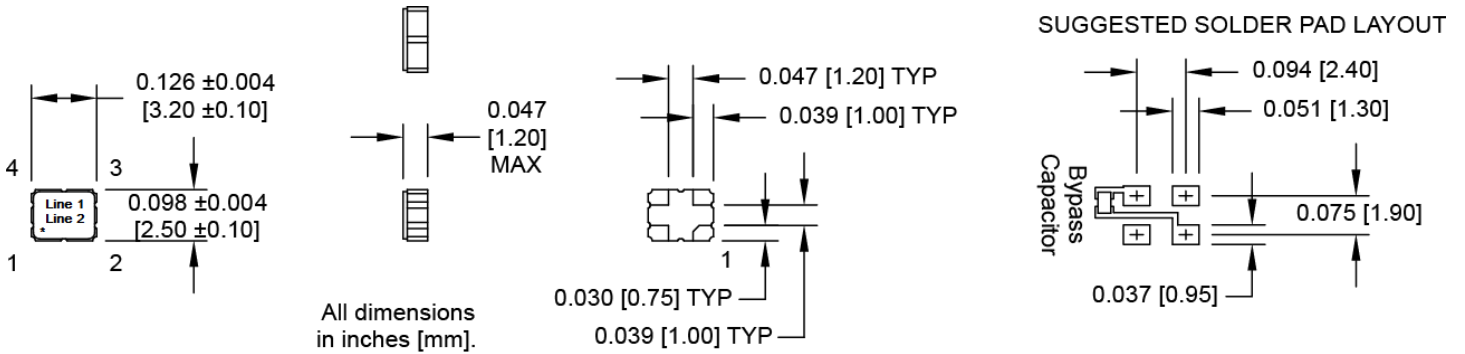 0.126 ±0.004
[3.20 ±0.10]
4
3
Line 1
Line 2
*
0.098 ±0.004
[2.50 ±0.10]
1
2
0.047
[1.20]
MAX
All dimensions
in inches [mm].
0.047 [1.20] TYP
0.039 [1.00] TYP
1
0.030 [0.75] TYP
0.039 [1.00] TYP
SUGGESTED SOLDER PAD LAYOUT
0.094 [2.40]
0.051 [1.30]
Bypass
Capacitor
0.075 [1.90]
0.037 [0.95]